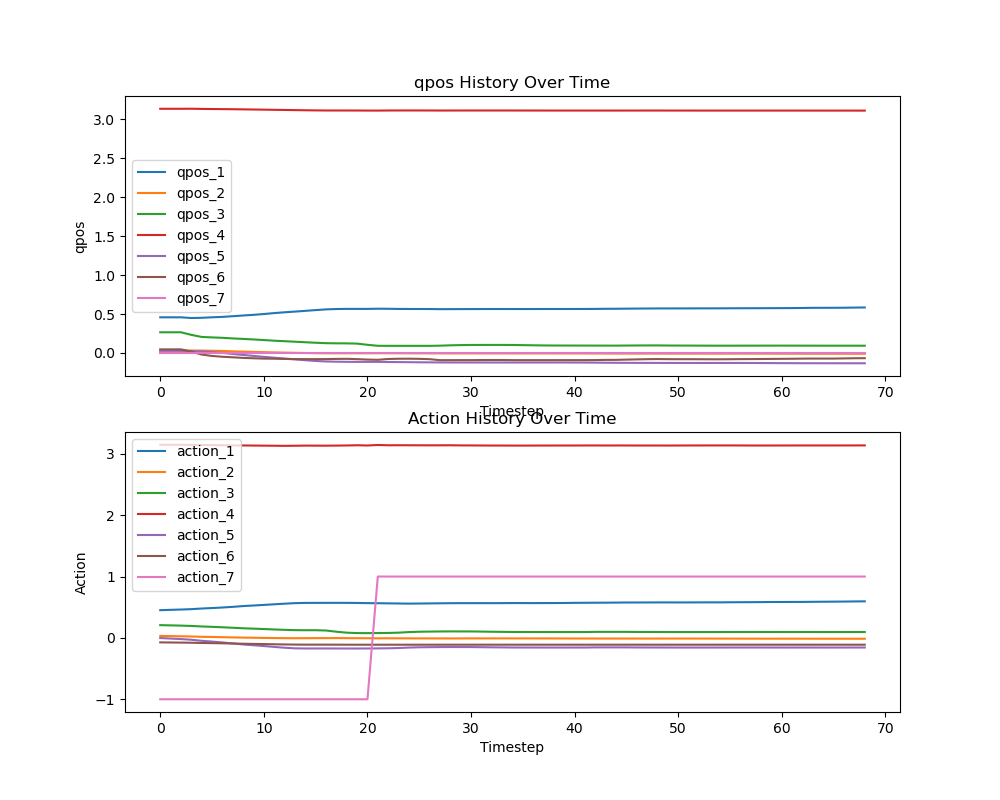 qpos History Over Time
3.0
2.5
2.0
1.5
1.0
0.5
0.0
qpos
qpos_1
qpos_2
qpos_3
qpos_4
qpos_5
qpos_6
qpos_7
0 10 20 30 40 50 60 70
Timestep
Action History Over Time
3
2
1
0
−1
Action
action_1
action_2
action_3
action_4
action_5
action_6
action_7
0 10 20 30 40 50 60 70
Timestep